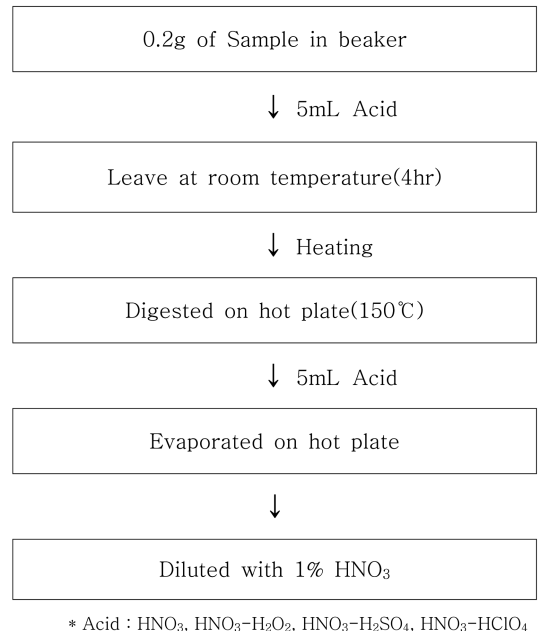 0.2g of Sample in beaker
↓ 5mL Acid
Leave at room temperature(4hr)
↓ Heating
Digested on hot plate(150℃)
↓ 5mL Acid
Evaporated on hot plate
↓
Diluted with 1% HNO₃
* Acid : HNO₃, HNO₃-H₂O₂, HNO₃-H₂SO₄, HNO₃-HClO₄